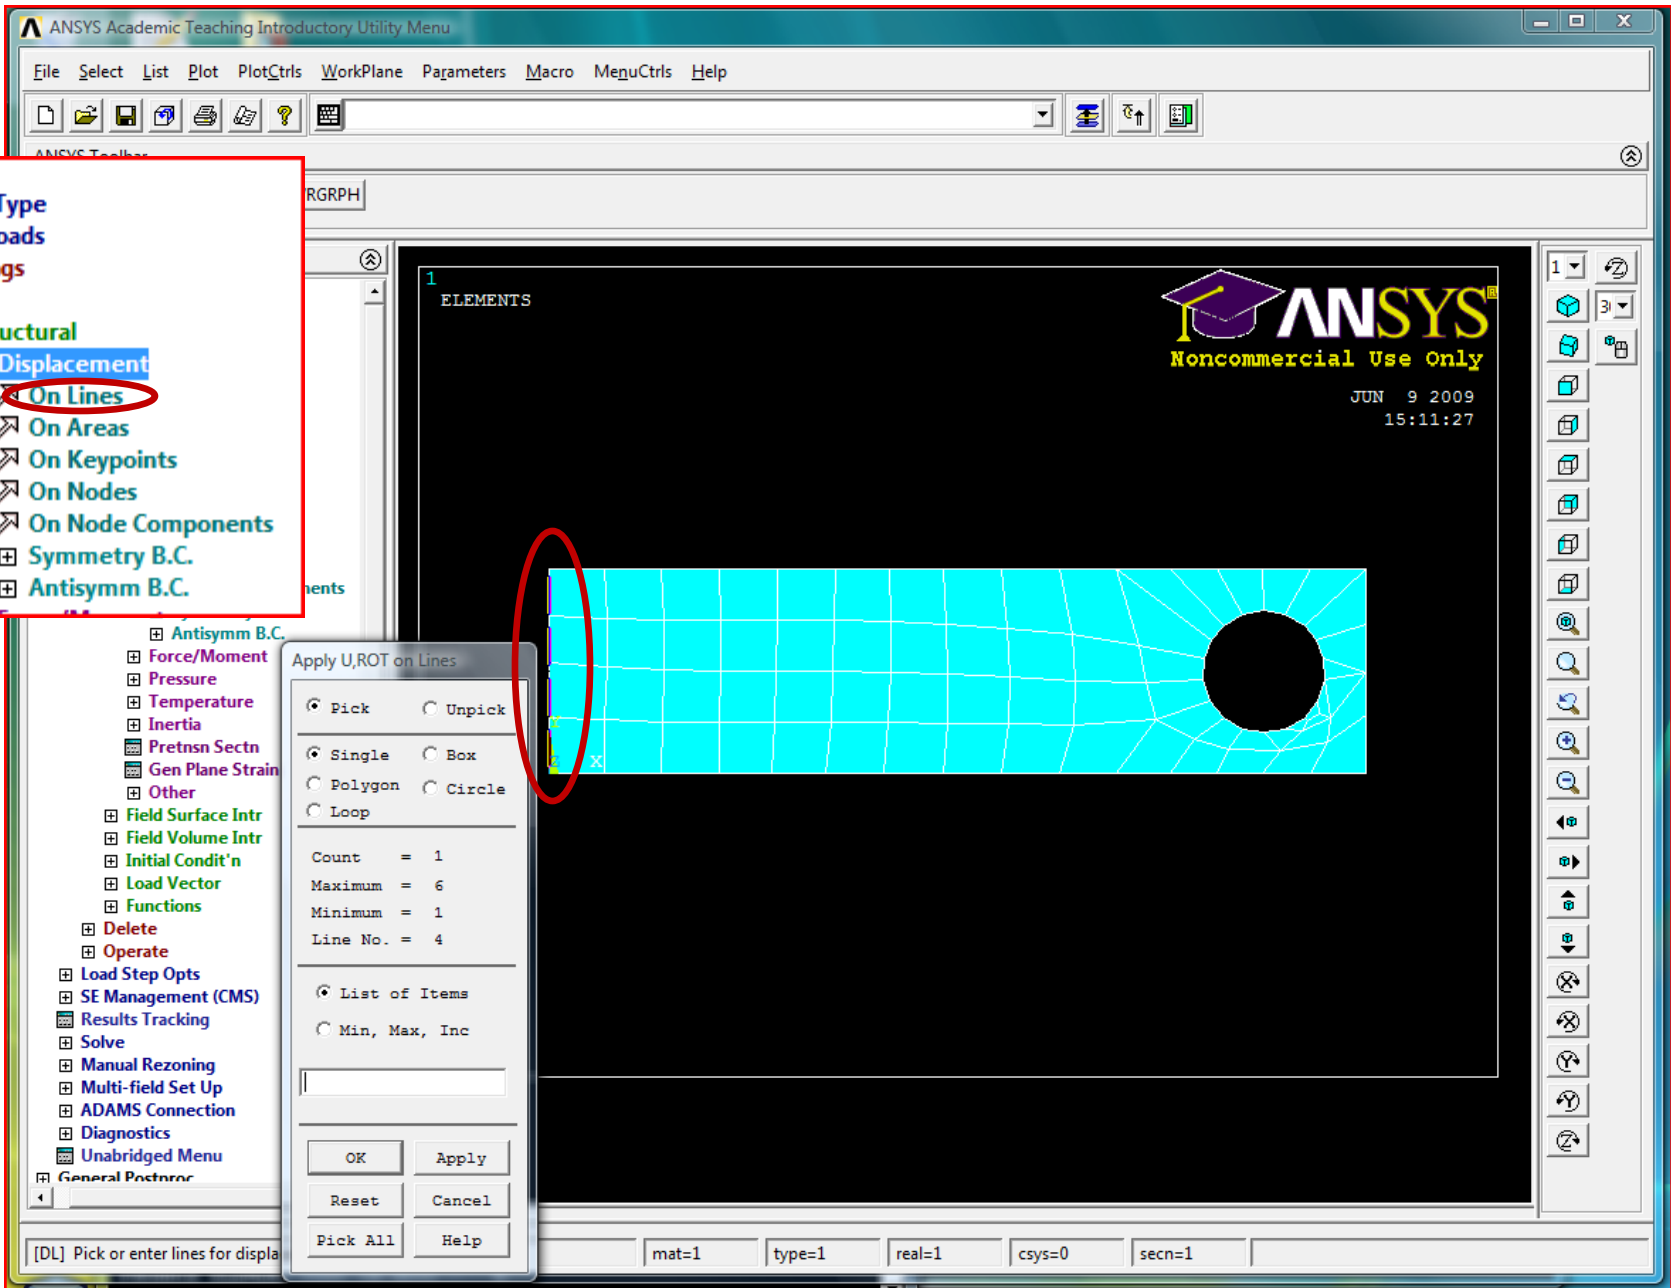 ANSYS Academic Teaching Introductory Utility Menu
File Select List Plot PlotCtrls WorkPlane Parameters Macro MenuCtrls Help
ANSYS Toolbar
RGRPH
Type
oads
gs
uctural
Displacement
On Lines
On Areas
On Keypoints
On Nodes
On Node Components
Symmetry B.C.
Antisymm B.C.
nents
Antisymm B.C.
Force/Moment
Pressure
Temperature
Inertia
Pretnsn Sectn
Gen Plane Strain
Other
Field Surface Intr
Field Volume Intr
Initial Condit'n
Load Vector
Functions
Delete
Operate
Load Step Opts
SE Management (CMS)
Results Tracking
Solve
Manual Rezoning
Multi-field Set Up
ADAMS Connection
Diagnostics
Unabridged Menu
General Postproc
Apply U,ROT on Lines
Pick Unpick
Single Box
Polygon Circle
Loop
Count = 1
Maximum = 6
Minimum = 1
Line No. = 4
List of Items
Min, Max, Inc
OK Apply
Reset Cancel
Pick All Help
1
ELEMENTS
ANSYS
Noncommercial Use Only
JUN 9 2009
15:11:27
Y
Z X
1
3
[DL] Pick or enter lines for displa
mat=1 type=1 real=1 csys=0 secn=1